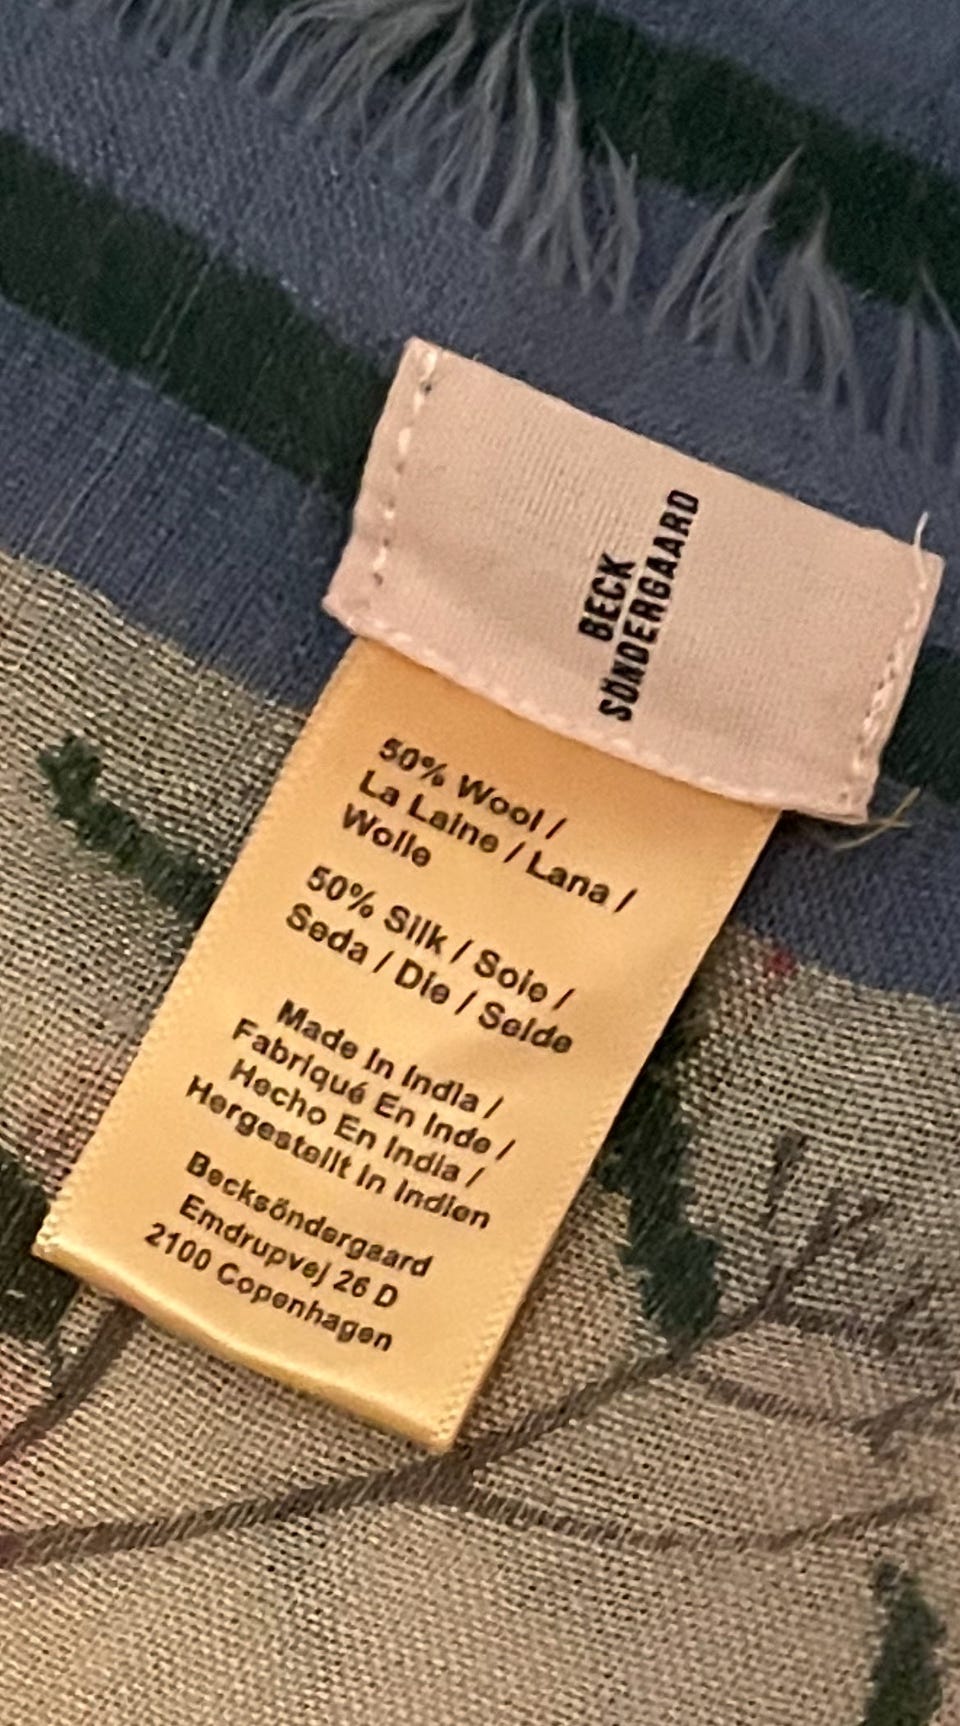 BECK
SÖNDERGAARD
50% Wool /
La Laine / Lana /
Wolle
50% Silk / Soie /
Seda / Die / Seide
Made In India /
Fabriqué En Inde /
Hecho En India /
Hergestellt In Indien
Becksöndergaard
Emdrupvej 26 D
2100 Copenhagen